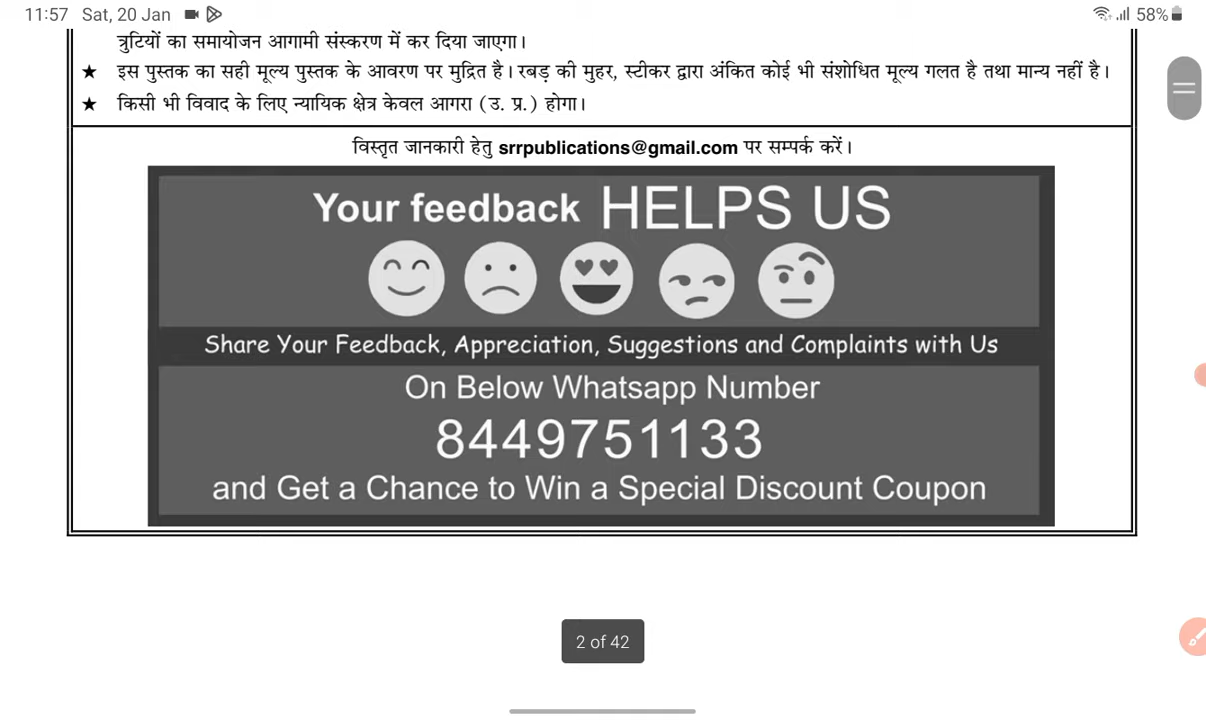 11:57 Sat, 20 Jan 58%
त्रुटियों का समायोजन आगामी संस्करण में कर दिया जाएगा।
★ इस पुस्तक का सही मूल्य पुस्तक के आवरण पर मुद्रित है। रबड़ की मुहर, स्टीकर द्वारा अंकित कोई भी संशोधित मूल्य गलत है तथा मान्य नहीं है।
★ किसी भी विवाद के लिए न्यायिक क्षेत्र केवल आगरा (उ. प्र.) होगा।
विस्तृत जानकारी हेतु srrpublications@gmail.com पर सम्पर्क करें।
Your feedback HELPS US
Share Your Feedback, Appreciation, Suggestions and Complaints with Us
On Below Whatsapp Number
8449751133
and Get a Chance to Win a Special Discount Coupon
2 of 42